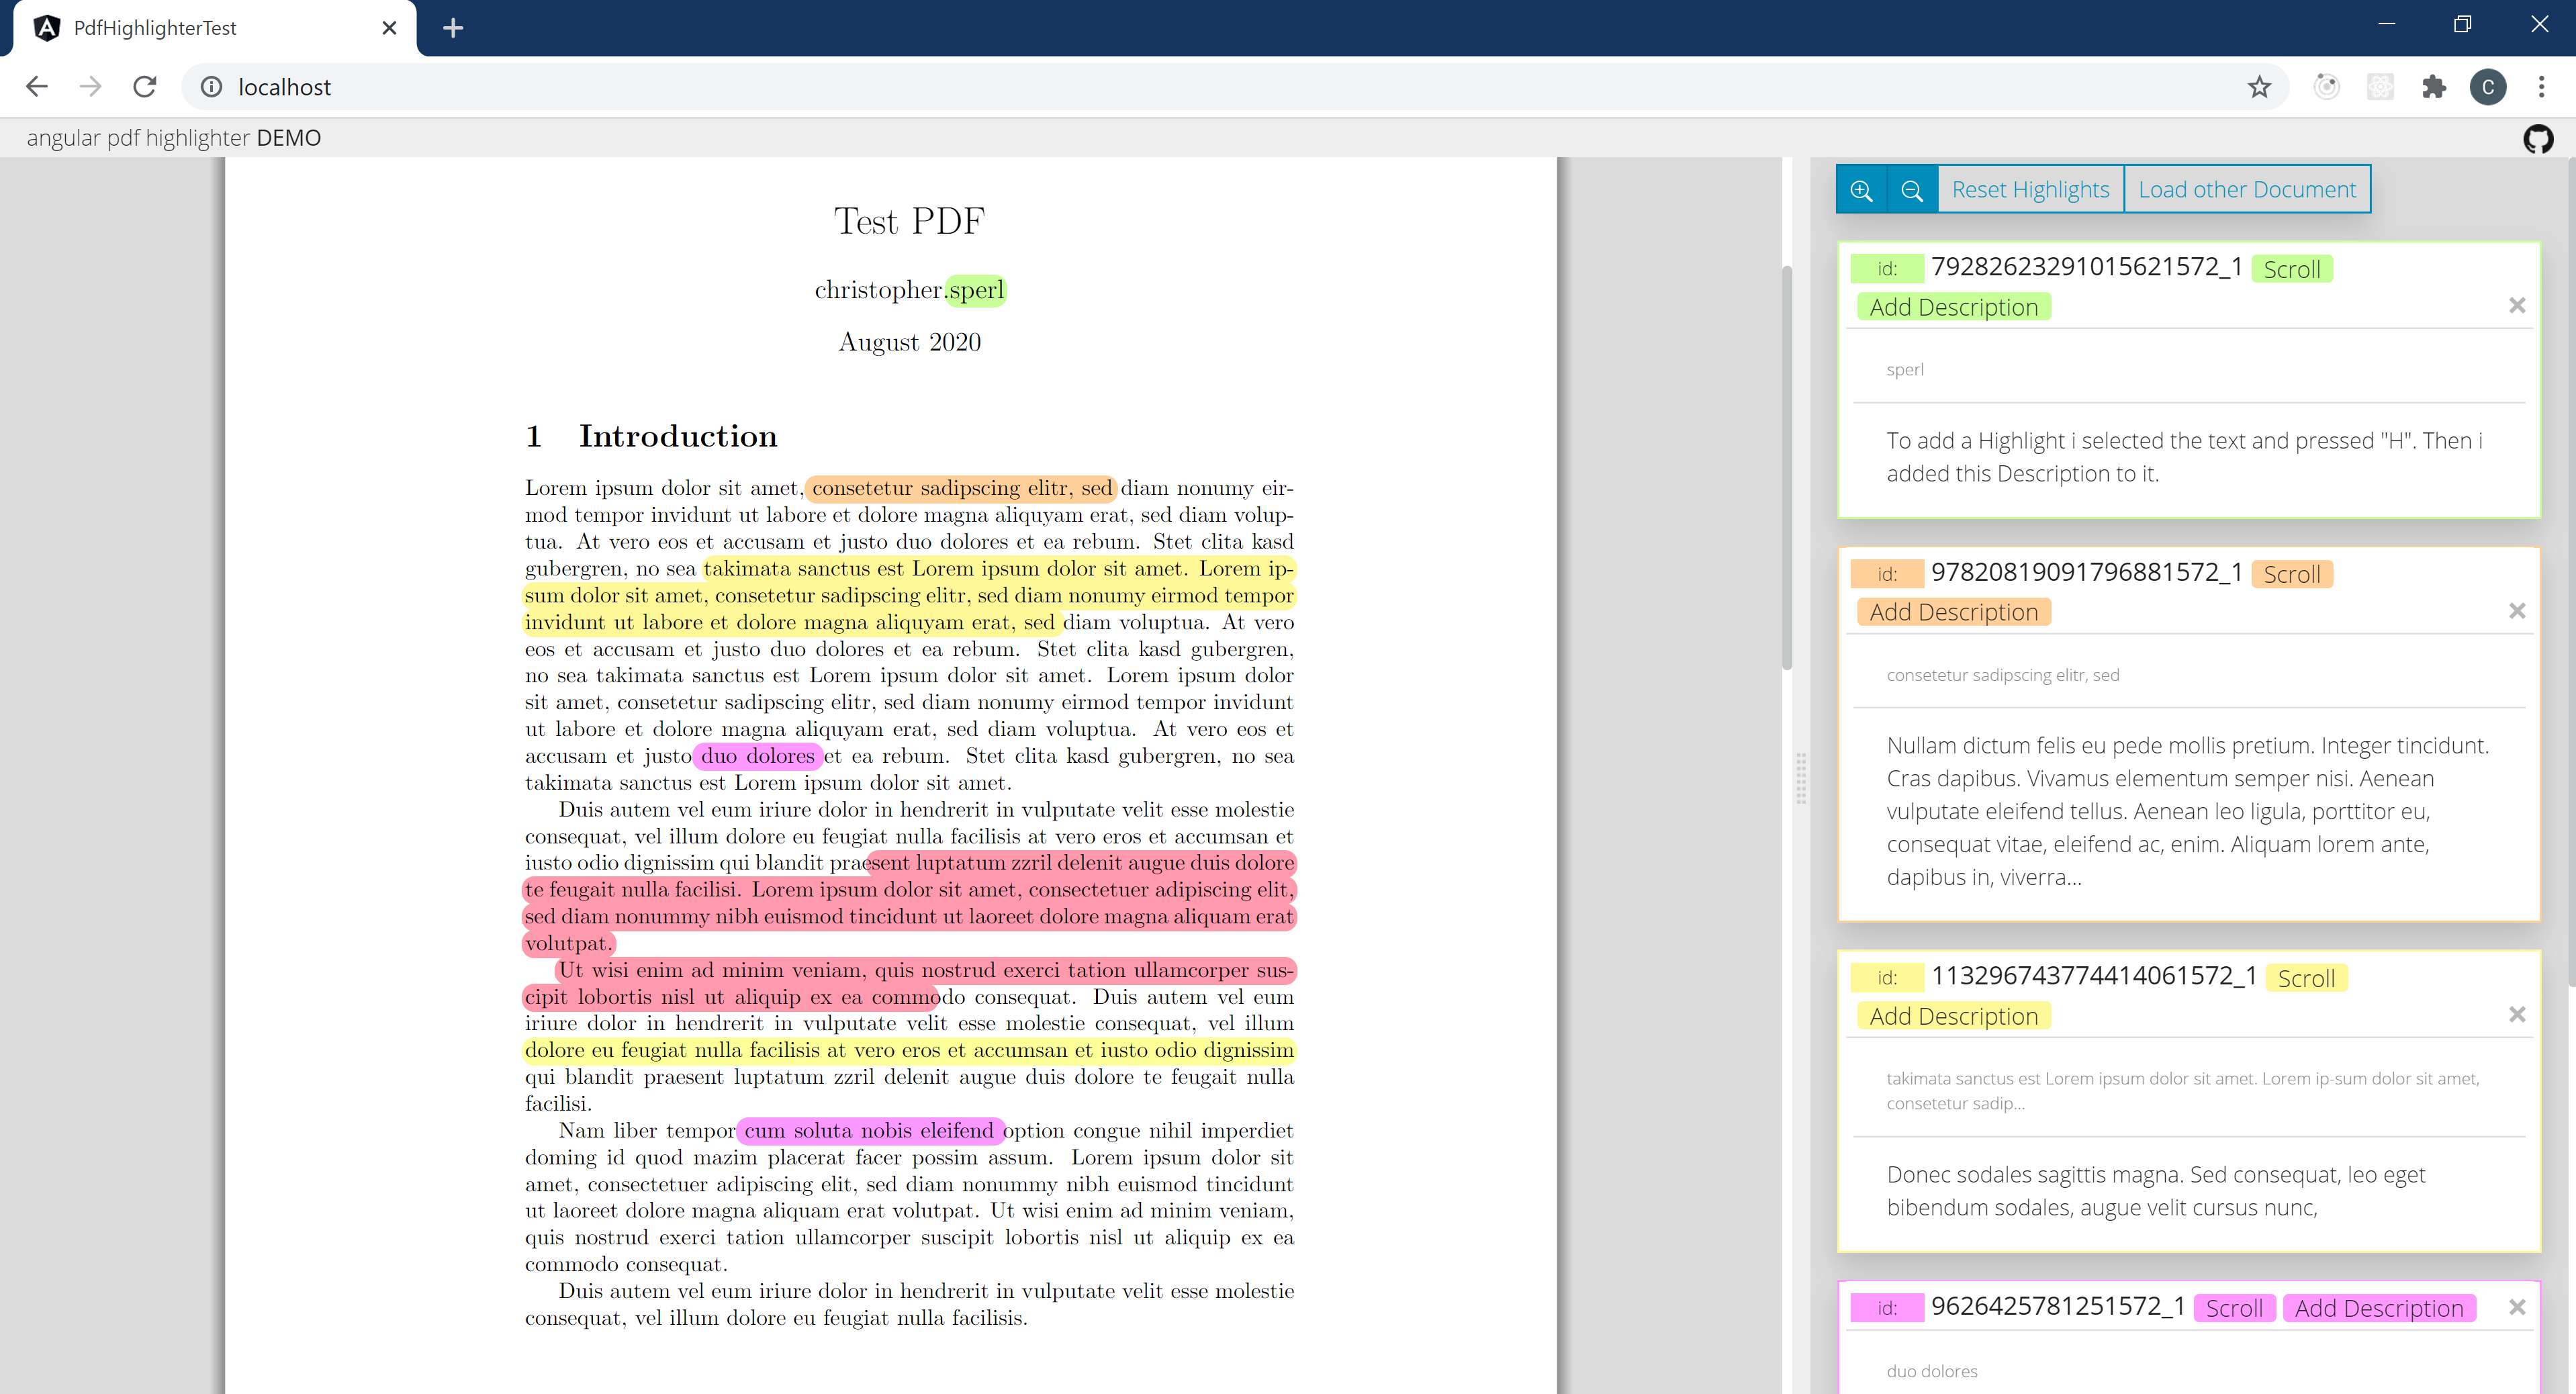 PdfHighlighterTest
localhost
C
angular pdf highlighter DEMO
Test PDF
christopher.sperl
August 2020
1 Introduction
Lorem ipsum dolor sit amet, consetetur sadipscing elitr, sed diam nonumy eir-
mod tempor invidunt ut labore et dolore magna aliquyam erat, sed diam volup-
tua. At vero eos et accusam et justo duo dolores et ea rebum. Stet clita kasd
gubergren, no sea takimata sanctus est Lorem ipsum dolor sit amet. Lorem ip-
sum dolor sit amet, consetetur sadipscing elitr, sed diam nonumy eirmod tempor
invidunt ut labore et dolore magna aliquyam erat, sed diam voluptua. At vero
eos et accusam et justo duo dolores et ea rebum. Stet clita kasd gubergren,
no sea takimata sanctus est Lorem ipsum dolor sit amet. Lorem ipsum dolor
sit amet, consetetur sadipscing elitr, sed diam nonumy eirmod tempor invidunt
ut labore et dolore magna aliquyam erat, sed diam voluptua. At vero eos et
accusam et justo duo dolores et ea rebum. Stet clita kasd gubergren, no sea
takimata sanctus est Lorem ipsum dolor sit amet.
Duis autem vel eum iriure dolor in hendrerit in vulputate velit esse molestie
consequat, vel illum dolore eu feugiat nulla facilisis at vero eros et accumsan et
iusto odio dignissim qui blandit praesent luptatum zzril delenit augue duis dolore
te feugait nulla facilisi. Lorem ipsum dolor sit amet, consectetuer adipiscing elit,
sed diam nonummy nibh euismod tincidunt ut laoreet dolore magna aliquam erat
volutpat.
Ut wisi enim ad minim veniam, quis nostrud exerci tation ullamcorper sus-
cipit lobortis nisl ut aliquip ex ea commodo consequat. Duis autem vel eum
iriure dolor in hendrerit in vulputate velit esse molestie consequat, vel illum
dolore eu feugiat nulla facilisis at vero eros et accumsan et iusto odio dignissim
qui blandit praesent luptatum zzril delenit augue duis dolore te feugait nulla
facilisi.
Nam liber tempor cum soluta nobis eleifend option congue nihil imperdiet
doming id quod mazim placerat facer possim assum. Lorem ipsum dolor sit
amet, consectetuer adipiscing elit, sed diam nonummy nibh euismod tincidunt
ut laoreet dolore magna aliquam erat volutpat. Ut wisi enim ad minim veniam,
quis nostrud exerci tation ullamcorper suscipit lobortis nisl ut aliquip ex ea
commodo consequat.
Duis autem vel eum iriure dolor in hendrerit in vulputate velit esse molestie
consequat, vel illum dolore eu feugiat nulla facilisis.
Reset Highlights Load other Document
id: 79282623291015621572_1 Scroll
Add Description
sperl
To add a Highlight i selected the text and pressed "H". Then i
added this Description to it.
id: 97820819091796881572_1 Scroll
Add Description
consetetur sadipscing elitr, sed
Nullam dictum felis eu pede mollis pretium. Integer tincidunt.
Cras dapibus. Vivamus elementum semper nisi. Aenean
vulputate eleifend tellus. Aenean leo ligula, porttitor eu,
consequat vitae, eleifend ac, enim. Aliquam lorem ante,
dapibus in, viverra...
id: 113296743774414061572_1 Scroll
Add Description
takimata sanctus est Lorem ipsum dolor sit amet. Lorem ip-sum dolor sit amet,
consetetur sadip...
Donec sodales sagittis magna. Sed consequat, leo eget
bibendum sodales, augue velit cursus nunc,
id: 9626425781251572_1 Scroll Add Description
duo dolores